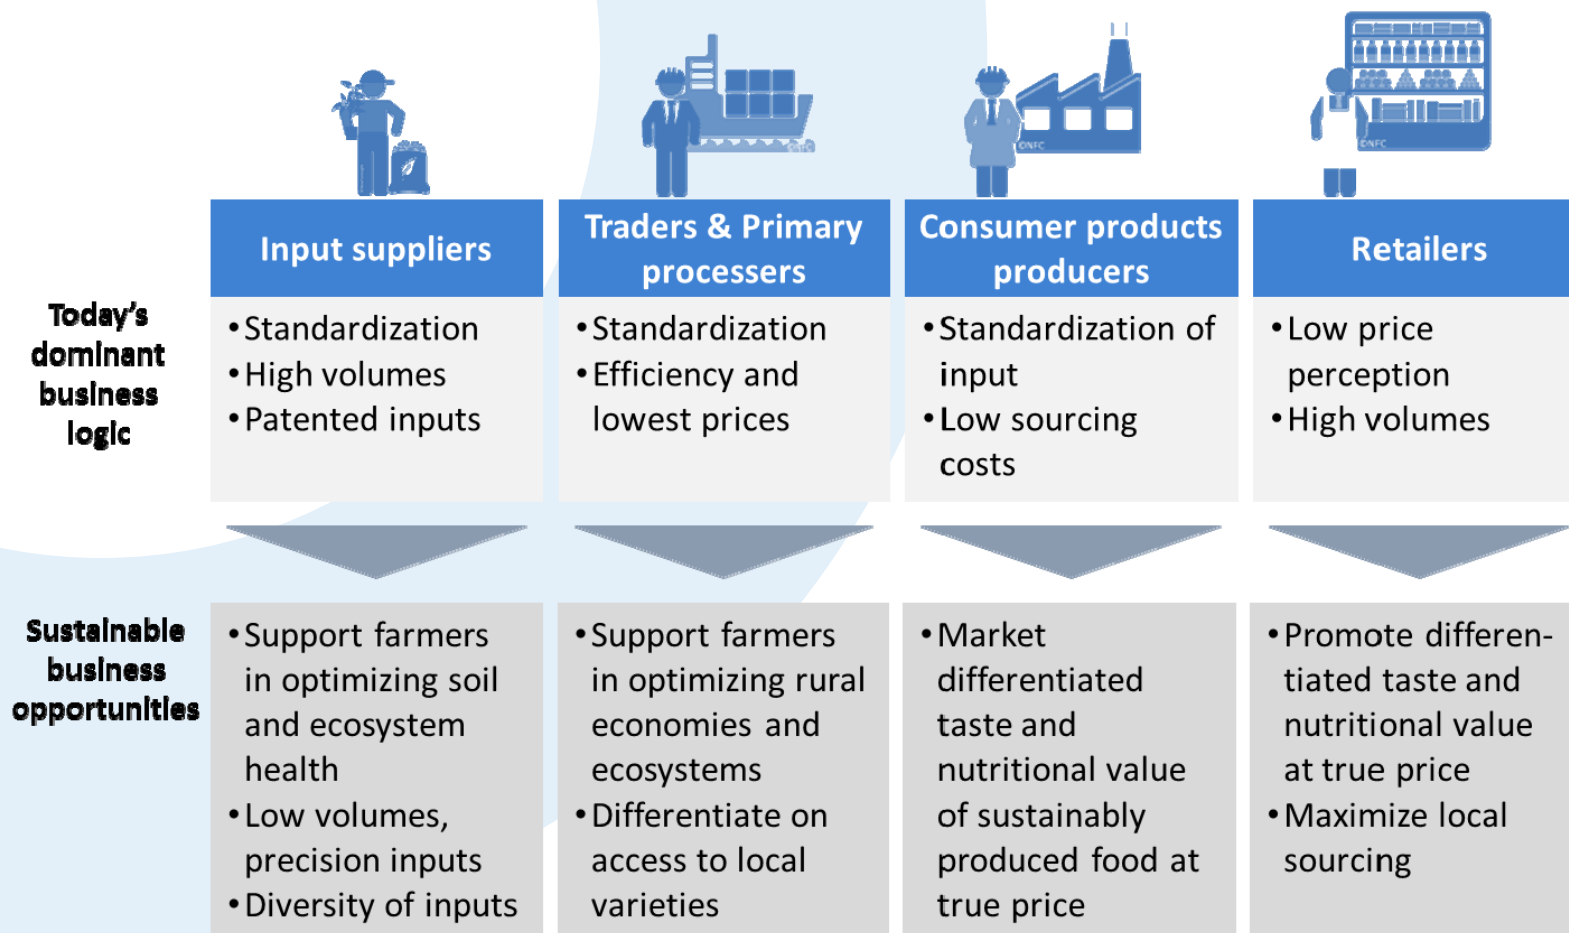 ©NFC
©NFC
©NFC
Input suppliers
Traders & Primary
processers
Consumer products
producers
Retailers
Today's
dominant
business
logic
• Standardization
• High volumes
• Patented inputs
• Standardization
• Efficiency and
lowest prices
• Standardization of
input
• Low sourcing
costs
• Low price
perception
• High volumes
Sustainable
business
opportunities
• Support farmers
in optimizing soil
and ecosystem
health
• Low volumes,
precision inputs
• Diversity of inputs
• Support farmers
in optimizing rural
economies and
ecosystems
• Differentiate on
access to local
varieties
• Market
differentiated
taste and
nutritional value
of sustainably
produced food at
true price
• Promote differen-
tiated taste and
nutritional value
at true price
• Maximize local
sourcing